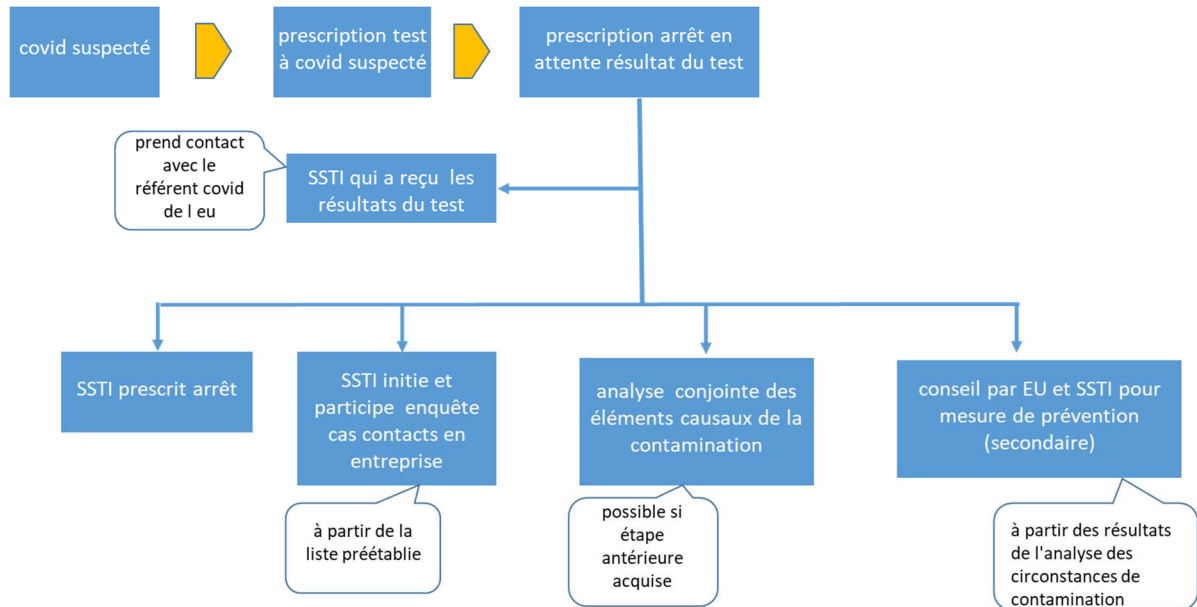 covid suspecté
prescription test
à covid suspecté
prescription arrêt en
attente résultat du test
prend contact
avec le
référent covid
de l eu
SSTI qui a reçu les
résultats du test
SSTI prescrit arrêt
SSTI initie et
participe enquête
cas contacts en
entreprise
analyse conjointe des
éléments causaux de la
contamination
conseil par EU et SSTI pour
mesure de prévention
(secondaire)
à partir de la
liste préétablie
possible si
étape
antérieure
acquise
à partir des résultats
de l'analyse des
circonstances de
contamination